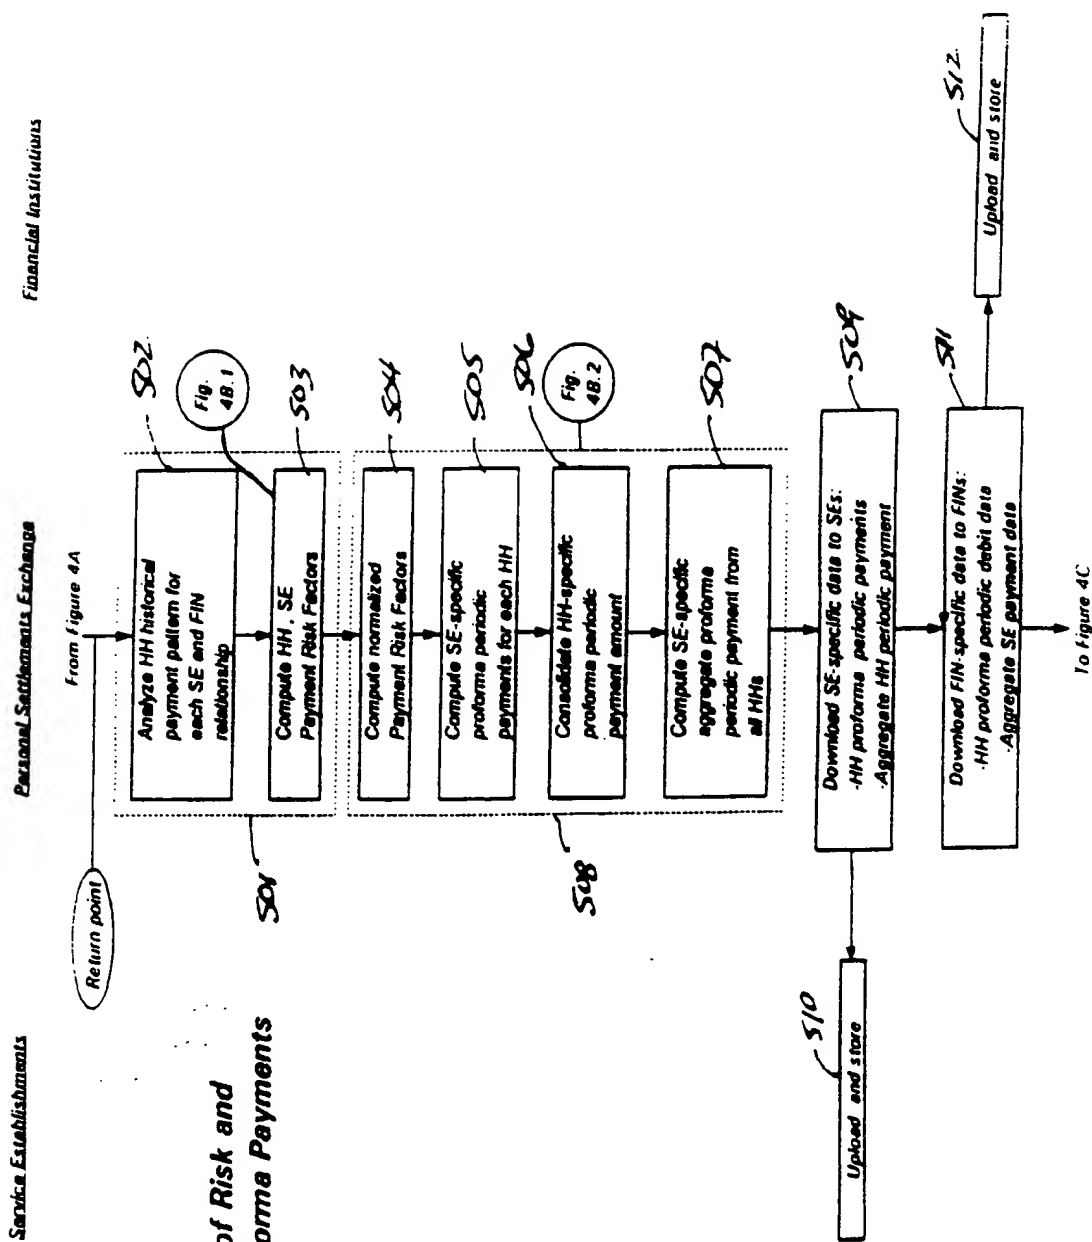 Service Establishments
Personal Settlements Exchange
Financial Institutions
of Risk and
orma Payments
Return point
From Figure 4A
Analyze HH historical
payment pattern for
each SE and FIN
relationship
502
Fig.
4B.1
Compute HH, SE
Payment Risk Factors
503
501
Compute normalized
Payment Risk Factors
504
Compute SE-specific
proforma periodic
payments for each HH
505
Consolidate HH-specific
proforma periodic
payment amount
506
Fig.
4B.2
Compute SE-specific
aggregate proforma
periodic payment from
all HHs
507
508
Download SE-specific data to SEs:
·HH proforma periodic payments
·Aggregate HH periodic payment
509
Upload and store
510
Download FIN-specific data to FINs:
·HH proforma periodic debit data
·Aggregate SE payment data
511
Upload and store
512
To Figure 4C